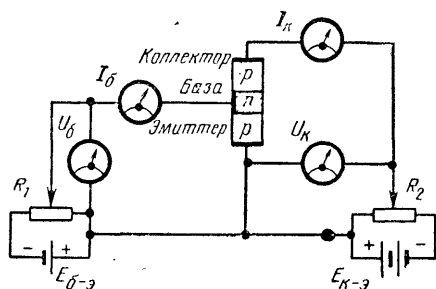 Iк
Коллектор
p
Iб
База
n
Uб
Эмиттер
p
Uк
R1
R2
− +
+ −
Eб-э
Eк-э